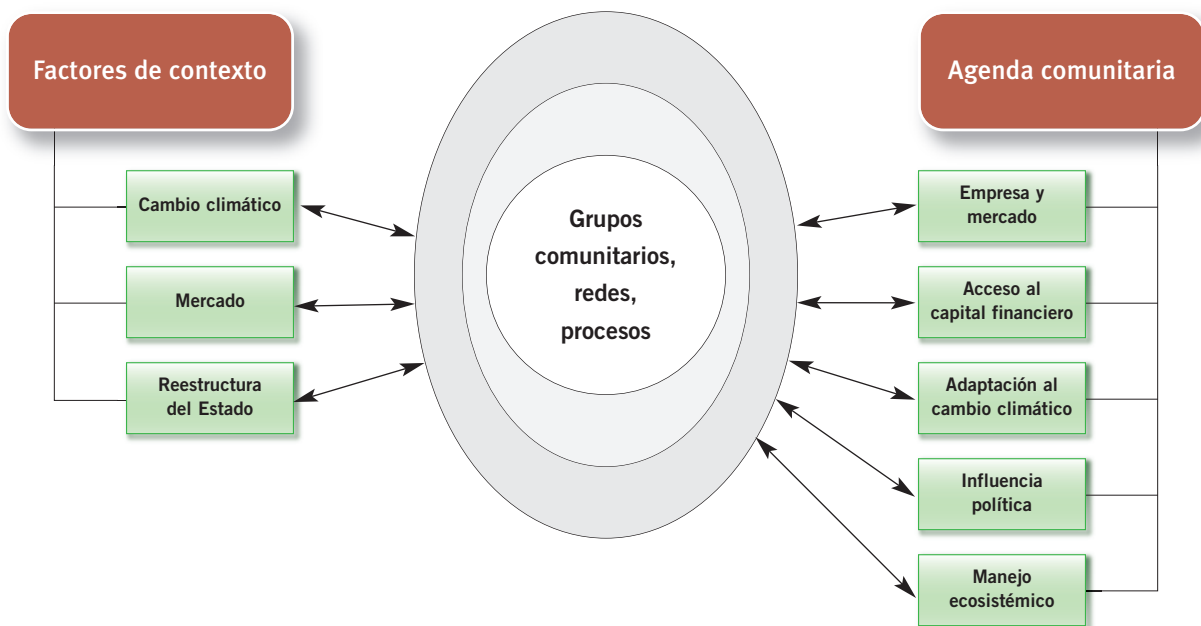 Factores de contexto
Cambio climático
Mercado
Reestructura
del Estado
Grupos
comunitarios,
redes,
procesos
Agenda comunitaria
Empresa y
mercado
Acceso al
capital financiero
Adaptación al
cambio climático
Influencia
política
Manejo
ecosistémico